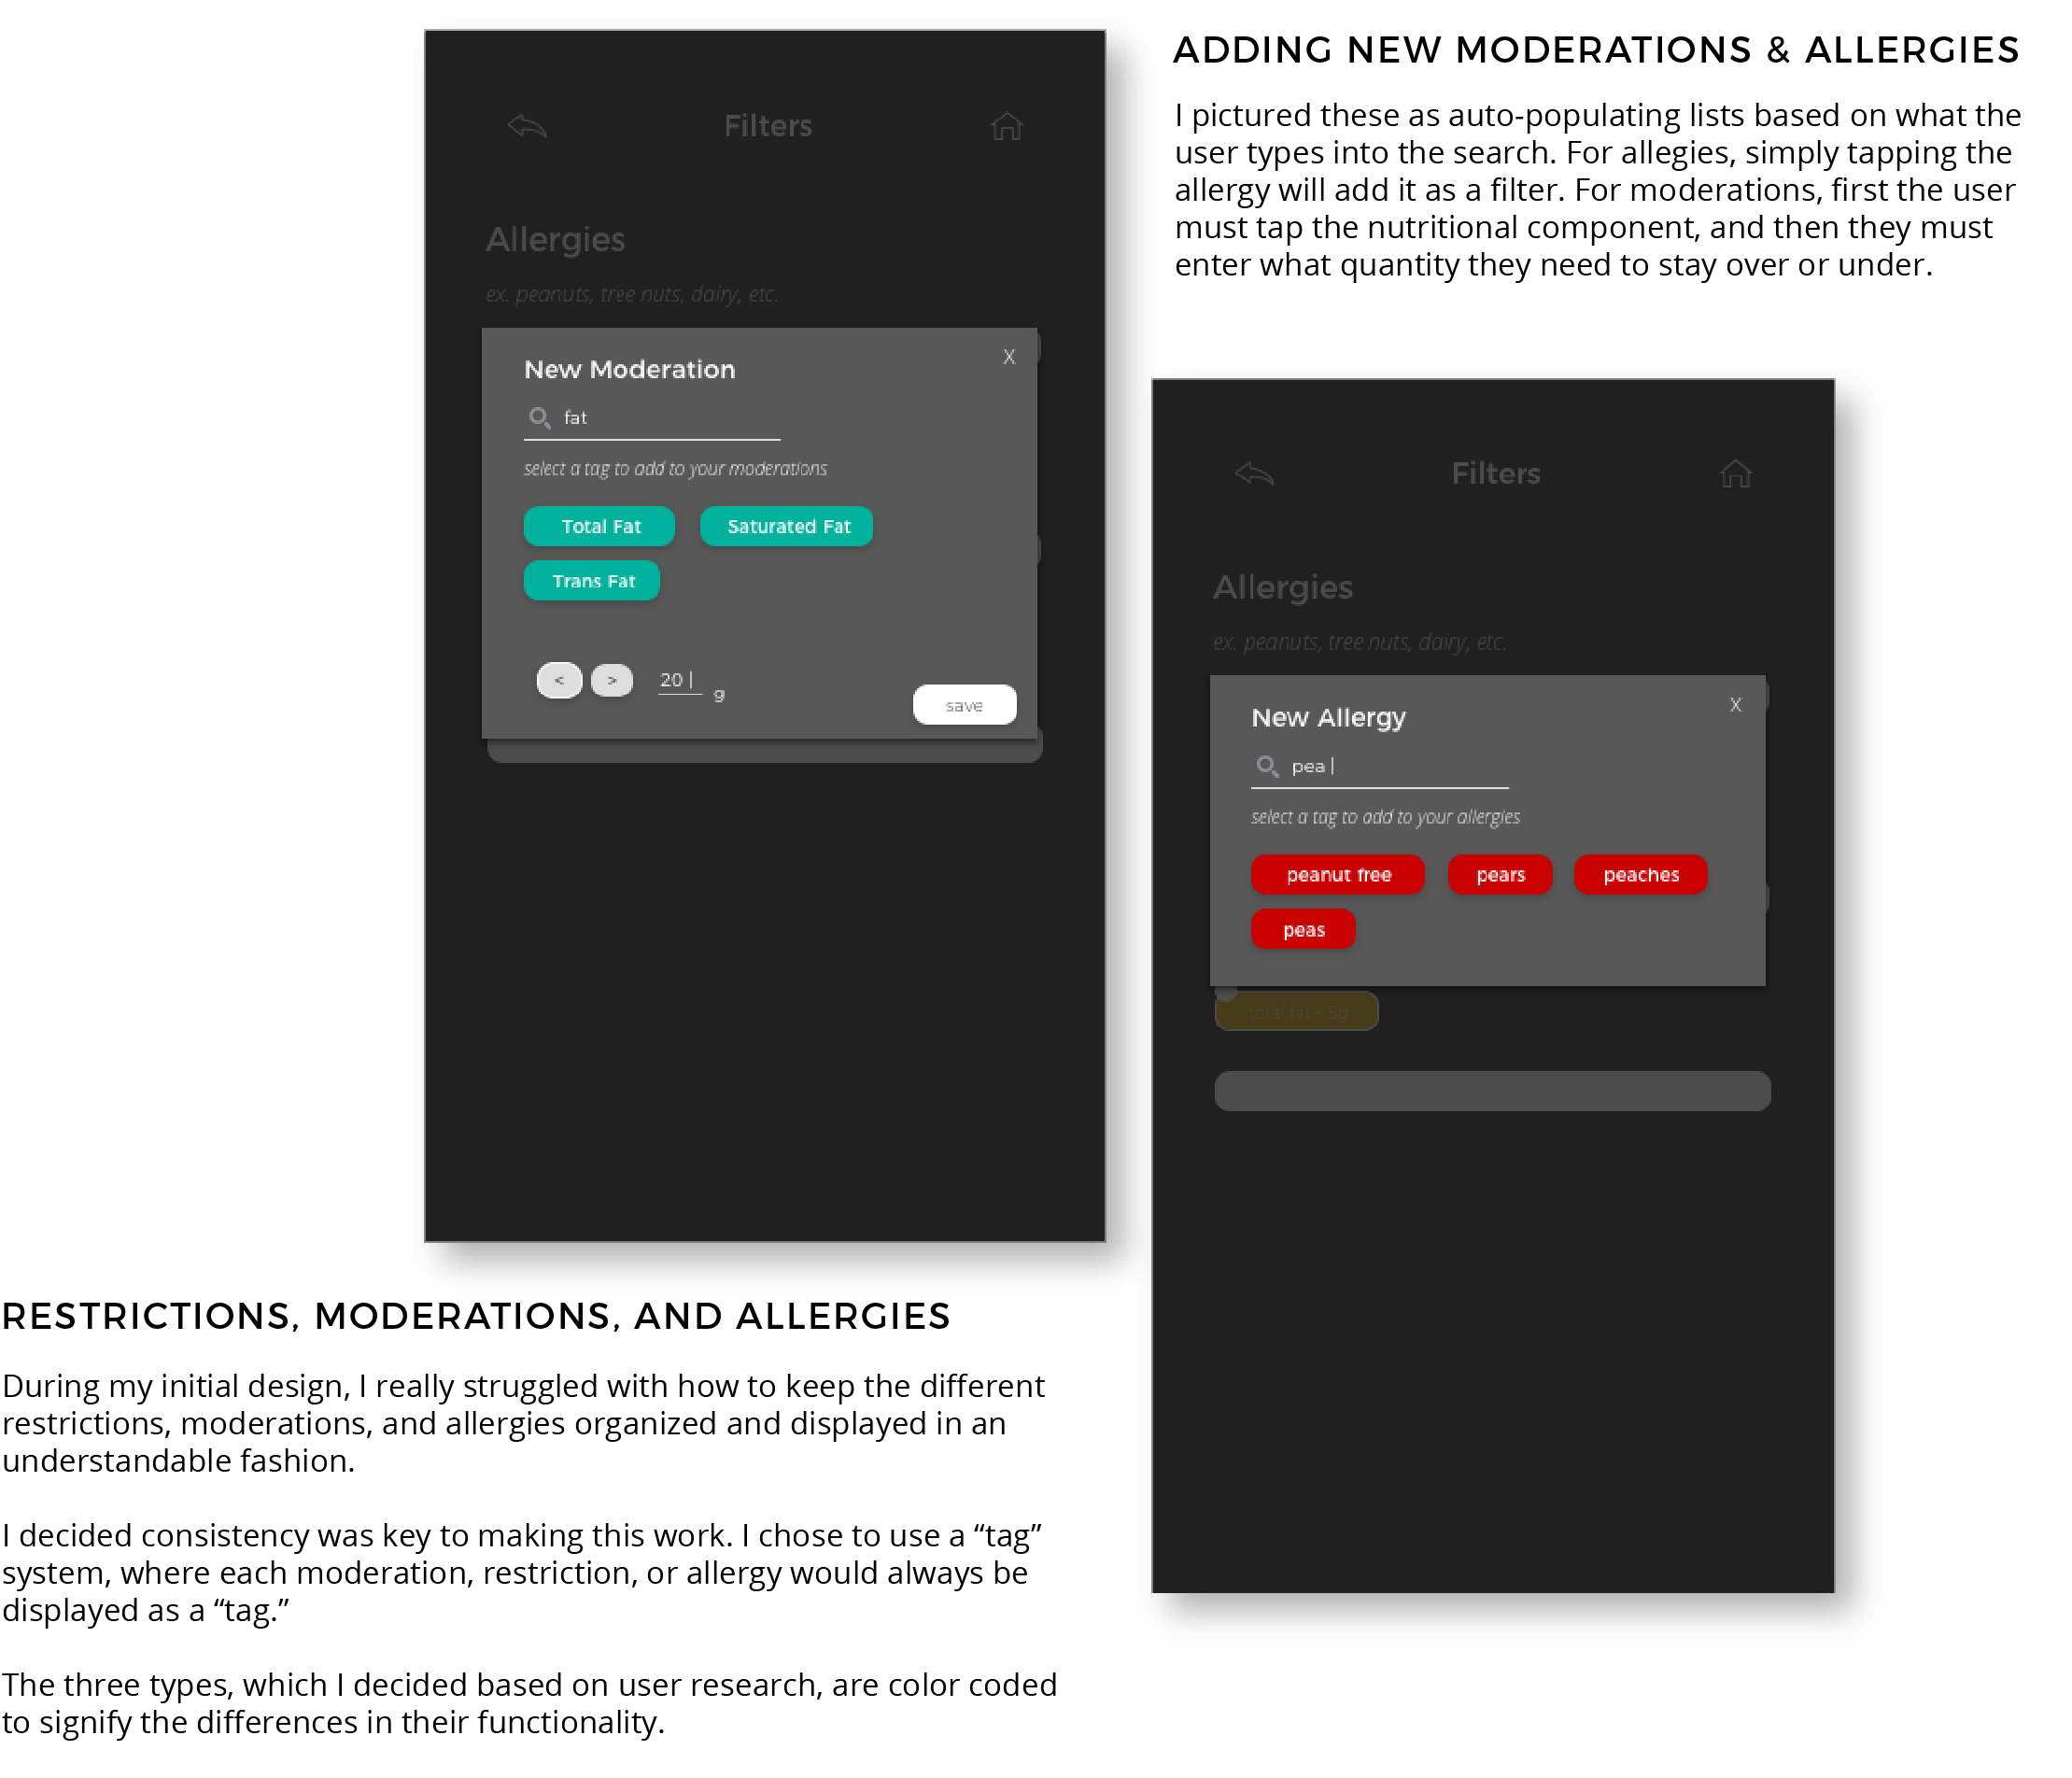 Filters
Allergies
ex. peanuts, tree nuts, dairy, etc.
New Moderation
X
fat
select a tag to add to your moderations
Total Fat
Saturated Fat
Trans Fat
<
>
20 |
g
save
ADDING NEW MODERATIONS & ALLERGIES
I pictured these as auto-populating lists based on what the
user types into the search. For allegies, simply tapping the
allergy will add it as a filter. For moderations, first the user
must tap the nutritional component, and then they must
enter what quantity they need to stay over or under.
Filters
Allergies
ex. peanuts, tree nuts, dairy, etc.
New Allergy
X
pea |
select a tag to add to your allergies
peanut free
pears
peaches
peas
total fat < 8g
RESTRICTIONS, MODERATIONS, AND ALLERGIES
During my initial design, I really struggled with how to keep the different
restrictions, moderations, and allergies organized and displayed in an
understandable fashion.
I decided consistency was key to making this work. I chose to use a “tag”
system, where each moderation, restriction, or allergy would always be
displayed as a “tag.”
The three types, which I decided based on user research, are color coded
to signify the differences in their functionality.